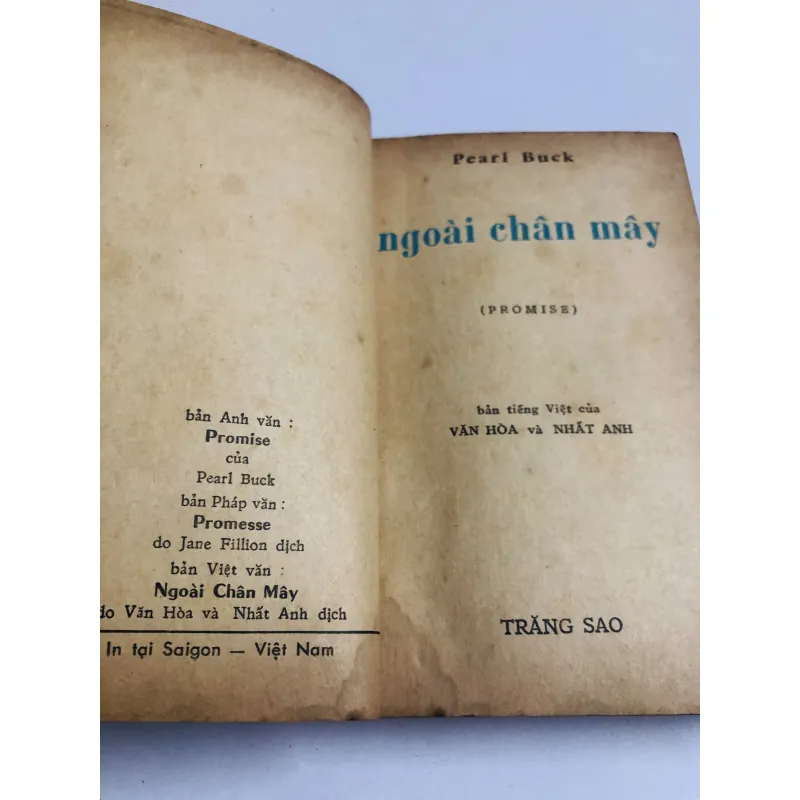 bản Anh văn :
Promise
của
Pearl Buck
bản Pháp văn :
Promesse
do Jane Fillion dịch
bản Việt văn :
Ngoài Chân Mây
do Văn Hòa và Nhất Anh dịch
In tại Saigon — Việt Nam
Pearl Buck
ngoài chân mây
(PROMISE)
bản tiếng Việt của
VĂN HÒA và NHẤT ANH
TRĂNG SAO